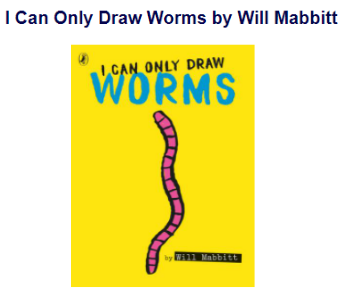 I Can Only Draw Worms by Will Mabbitt
I CAN ONLY DRAW
WORMS
by Will Mabbitt